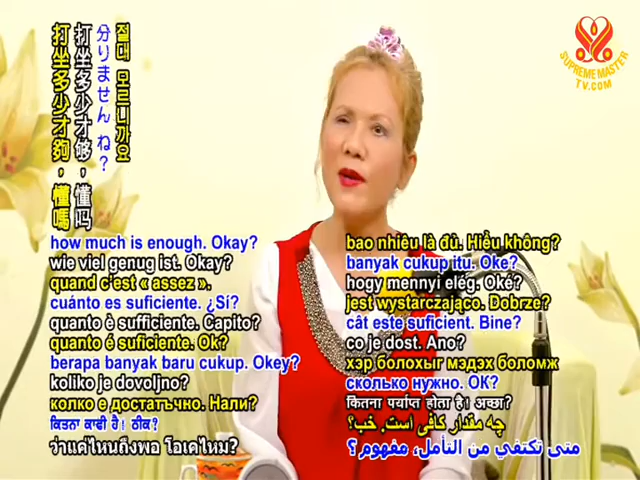 절대 모르니까요
分りませんね?
打坐多少才够，懂吗
打坐多少才夠，懂嗎
SUPREME MASTER
TV.COM
how much is enough. Okay?
wie viel genug ist. Okay?
quand c'est « assez ».
cuánto es suficiente. ¿Sí?
quanto è sufficiente. Capito?
quanto é suficiente. Ok?
berapa banyak baru cukup. Okey?
koliko je dovoljno?
колко е достатъчно. Нали?
ਕਿਤਨਾ ਕਾਫੀ ਹੈ। ਠੀਕ?
ว่าแค่ไหนถึงพอ โอเคไหม?
bao nhiêu là đủ. Hiểu không?
banyak cukup itu. Oke?
hogy mennyi elég. Oké?
jest wystarczająco. Dobrze?
cât este suficient. Bine?
co je dost. Ano?
хэр болохыг мэдэх боломж
сколько нужно. ОК?
कितना पर्याप्त होता है। अच्छा?
چه مقدار کافی است. خب؟
متى تكتفي من التأمل، مفهوم؟